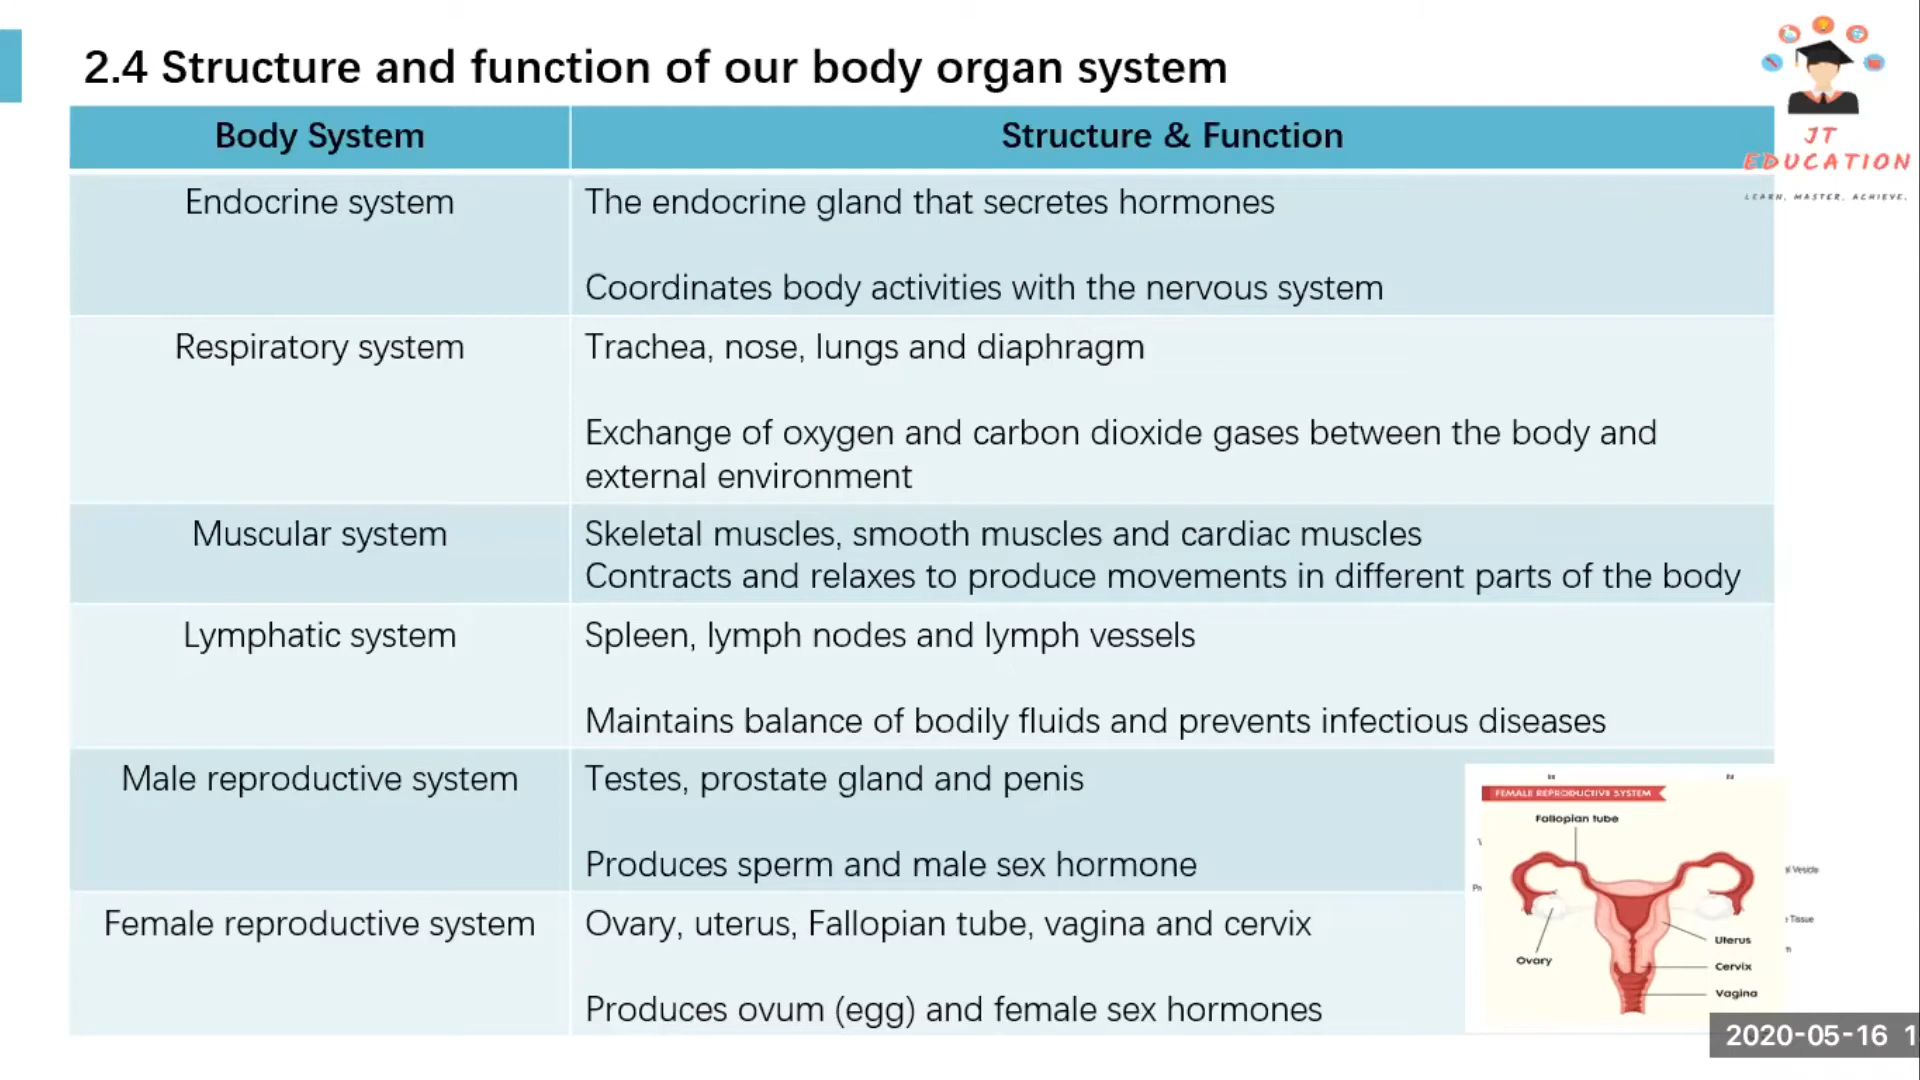 2.4 Structure and function of our body organ system
JT
EDUCATION
LEARN. MASTER. ACHIEVE.
Body System
Structure & Function
Endocrine system
The endocrine gland that secretes hormones
Coordinates body activities with the nervous system
Respiratory system
Trachea, nose, lungs and diaphragm
Exchange of oxygen and carbon dioxide gases between the body and
external environment
Muscular system
Skeletal muscles, smooth muscles and cardiac muscles
Contracts and relaxes to produce movements in different parts of the body
Lymphatic system
Spleen, lymph nodes and lymph vessels
Maintains balance of bodily fluids and prevents infectious diseases
Male reproductive system
Testes, prostate gland and penis
Produces sperm and male sex hormone
Female reproductive system
Ovary, uterus, Fallopian tube, vagina and cervix
Produces ovum (egg) and female sex hormones
FEMALE REPRODUCTIVE SYSTEM
Fallopian tube
Vesicle
Tissue
Uterus
Ovary
Cervix
Vagina
2020-05-16 1